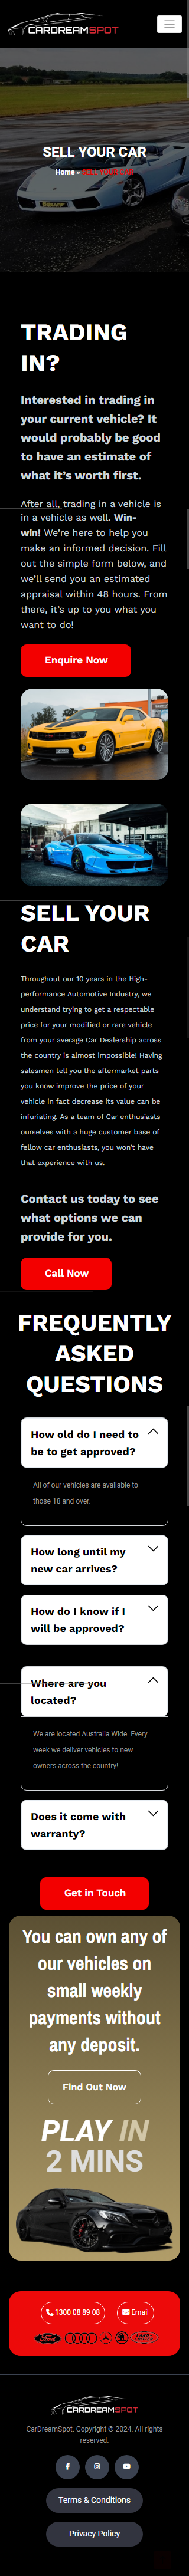 CARDREAMSPOT
SELL YOUR CAR
Home » SELL YOUR CAR
TRADING
IN?
Interested in trading in
your current vehicle? It
would probably be good
to have an estimate of
what it's worth first.
After all, trading in a vehicle is
in a vehicle as well. Win-
win! We're here to help you
make an informed decision. Fill
out the simple form below, and
we'll send you an estimated
appraisal within 48 hours. From
there, it's up to you what you
want to do!
Enquire Now
SELL YOUR
CAR
Throughout our 10 years in the High-
performance Automotive Industry, we
understand trying to get a respectable
price for your modified or rare vehicle
from your average Car Dealership across
the country is almost impossible! Having
salesmen tell you the aftermarket parts
you know improve the price of your
vehicle in fact decrease its value can be
infuriating. As a team of Car enthusiasts
ourselves with a huge customer base of
fellow car enthusiasts, you won't have
that experience with us.
Contact us today to see
what options we can
provide for you.
Call Now
FREQUENTLY
ASKED
QUESTIONS
How old do I need to
be to get approved?
All of our vehicles are available to
those 18 and over.
How long until my
new car arrives?
How do I know if I
will be approved?
Where are you
located?
We are located Australia Wide. Every
week we deliver vehicles to new
owners across the country!
Does it come with
warranty?
Get in Touch
You can own any of
our vehicles on
small weekly
payments without
any deposit.
Find Out Now
PLAY IN
2 MINS
1300 08 89 08
Email
Ford
CARDREAMSPOT
CarDreamSpot. Copyright © 2024. All rights
reserved.
Terms & Conditions
Privacy Policy